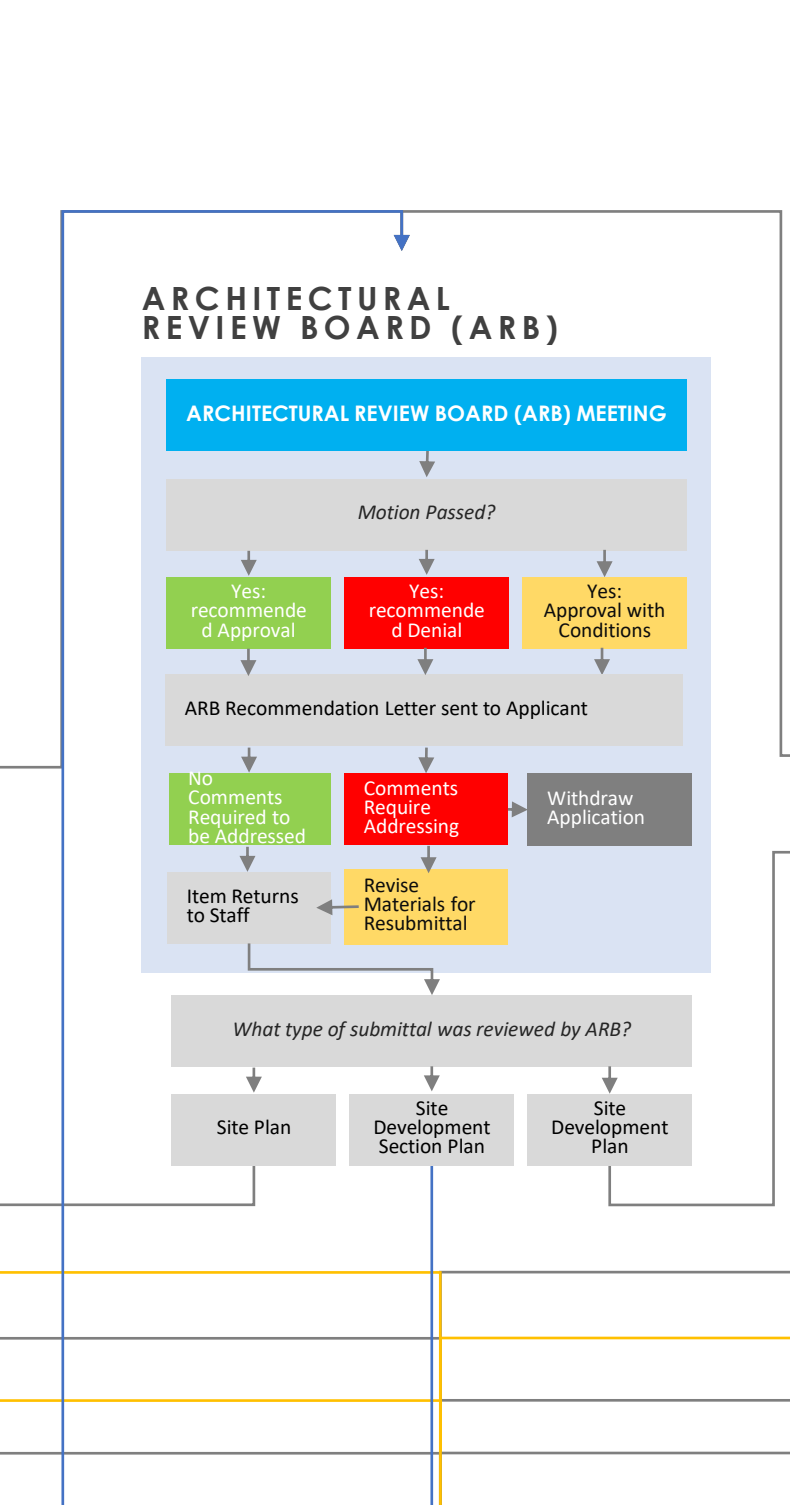 ARCHITECTURAL
REVIEW BOARD (ARB)
ARCHITECTURAL REVIEW BOARD (ARB) MEETING
Motion Passed?
Yes:
recommende
d Approval
Yes:
recommende
d Denial
Yes:
Approval with
Conditions
ARB Recommendation Letter sent to Applicant
No
Comments
Required to
be Addressed
Comments
Require
Addressing
Withdraw
Application
Item Returns
to Staff
Revise
Materials for
Resubmittal
What type of submittal was reviewed by ARB?
Site Plan
Site
Development
Section Plan
Site
Development
Plan